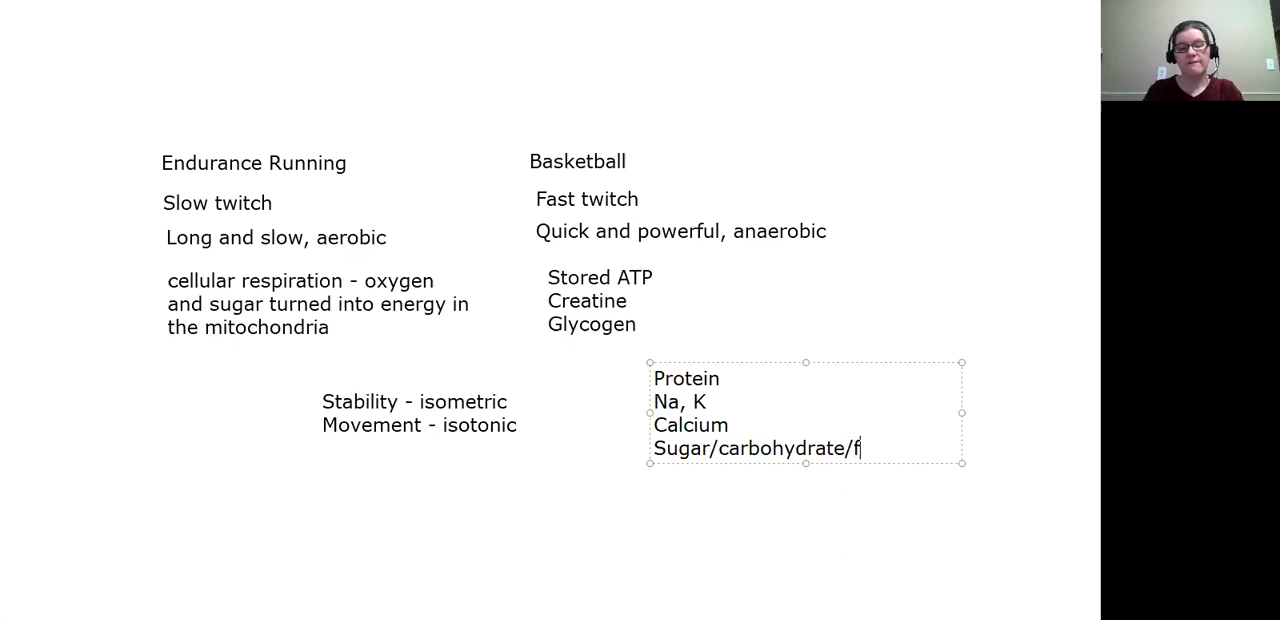 Endurance Running
Basketball
Slow twitch
Fast twitch
Long and slow, aerobic
Quick and powerful, anaerobic
cellular respiration - oxygen
and sugar turned into energy in
the mitochondria
Stored ATP
Creatine
Glycogen
Stability - isometric
Movement - isotonic
Protein
Na, K
Calcium
Sugar/carbohydrate/f